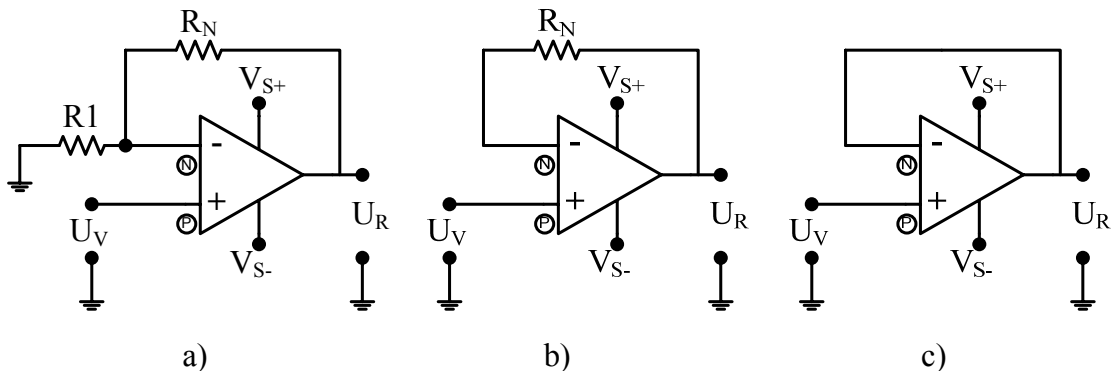 R_N
V_S+
R1
-
N
+
P
U_V
U_R
V_S-
a)
R_N
V_S+
-
N
+
P
U_V
U_R
V_S-
b)
V_S+
-
N
+
P
U_V
U_R
V_S-
c)